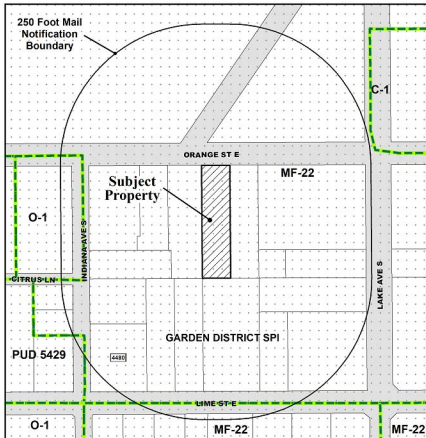 250 Foot Mail
Notification
Boundary
C-1
ORANGE ST E
MF-22
Subject
Property
O-1
INDIANA AVE S
LAKE AVE S
CITRUS LN
GARDEN DISTRICT SPI
PUD 5429
4480
LIME ST E
O-1
MF-22
MF-22